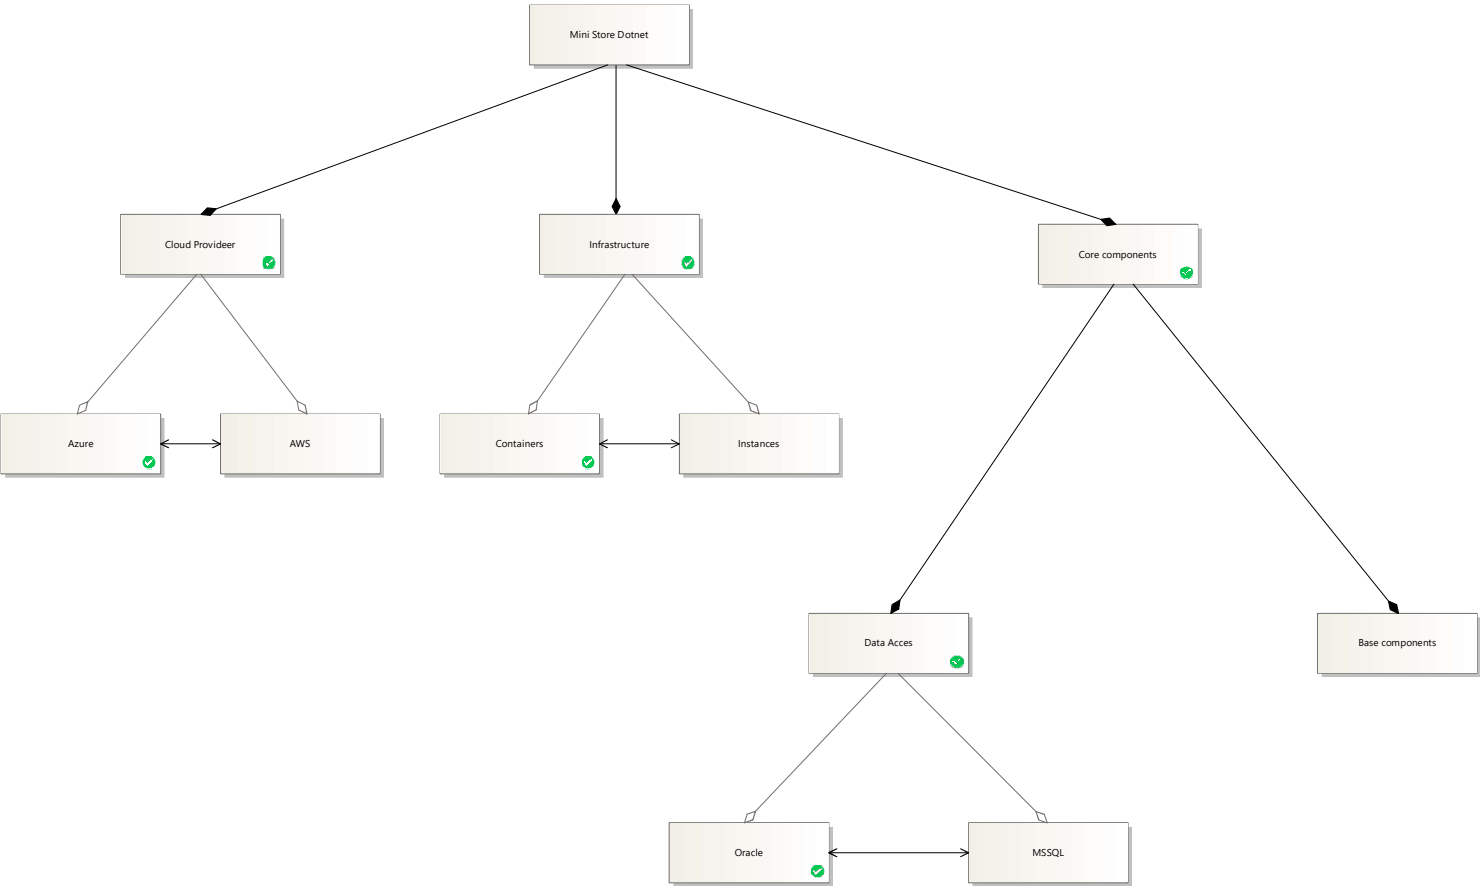 Mini Store Dotnet
Cloud Provideer
Infrastructure
Core components
Azure
AWS
Containers
Instances
Data Acces
Base components
Oracle
MSSQL